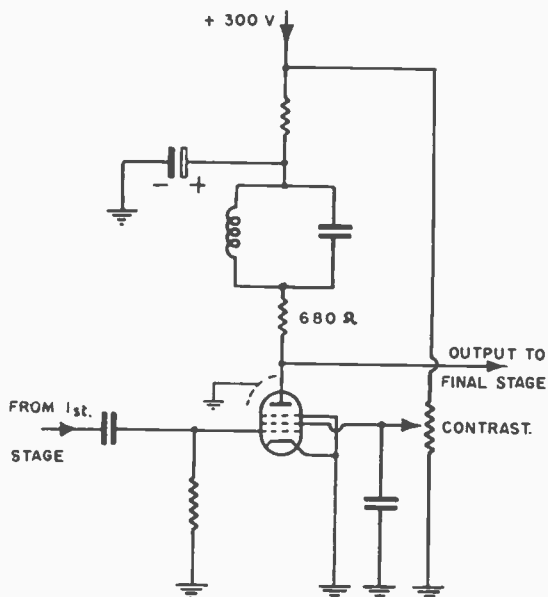 + 300 V
- +
680 Ω
OUTPUT TO
FINAL STAGE
FROM 1st.
STAGE
CONTRAST.